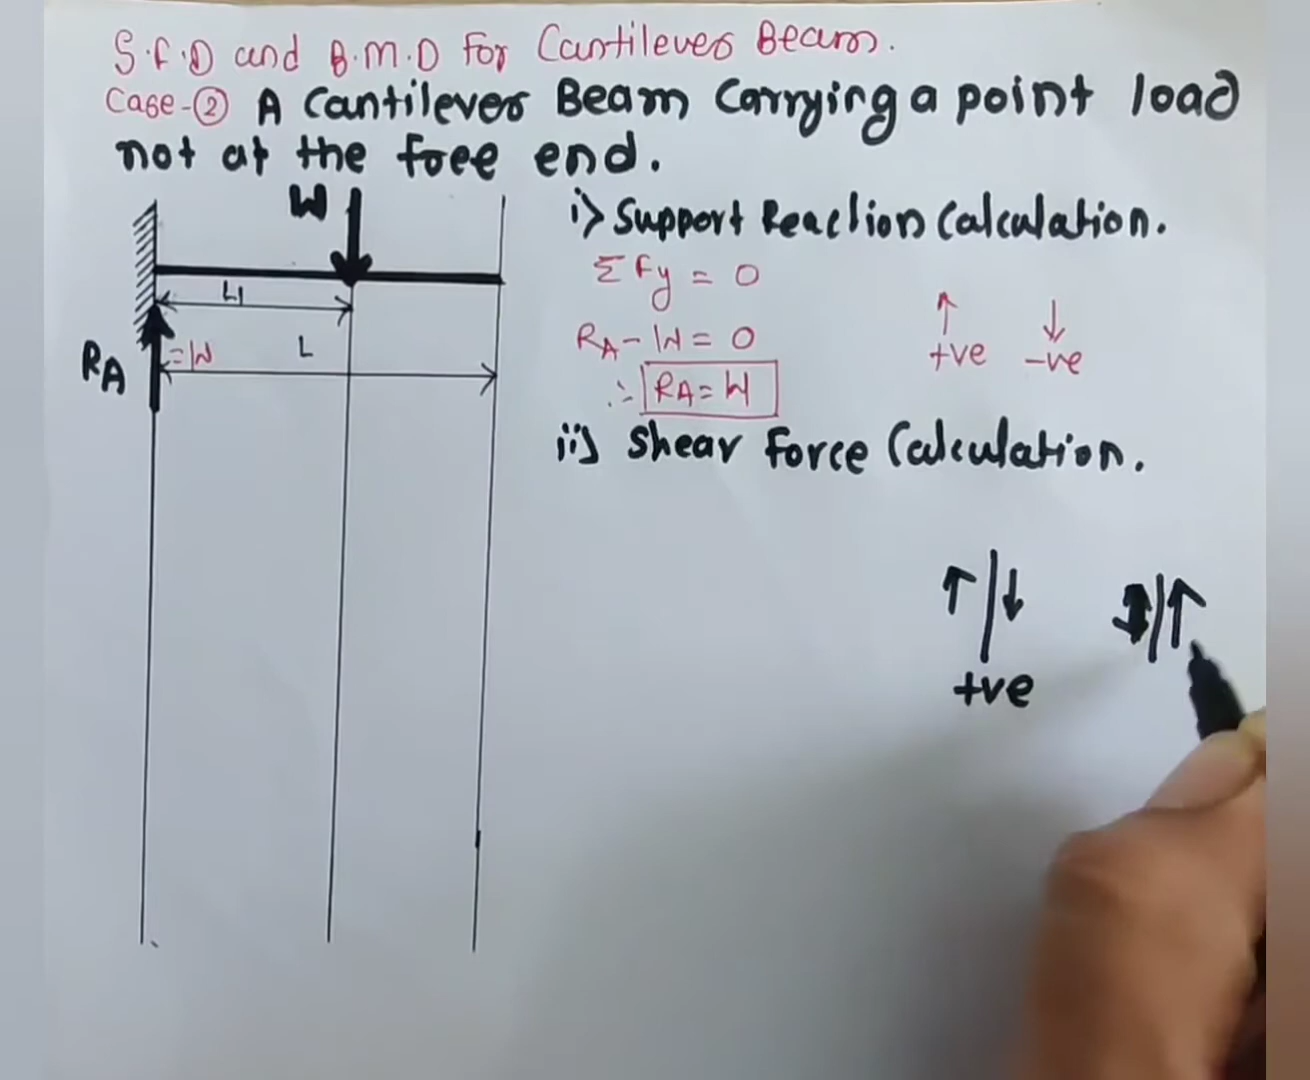 S.F.D and B.M.D For Cantilever Beam.
Case-② A Cantilever Beam Carrying a point load
not at the free end.
W
L1
L
RA =W
i> Support Reaction Calculation.
ΣFy = 0
RA - W = 0
∴ RA = W
↑ ↓
+ve -ve
ii) Shear Force Calculation.
↑|↓ ↓|↑
+ve